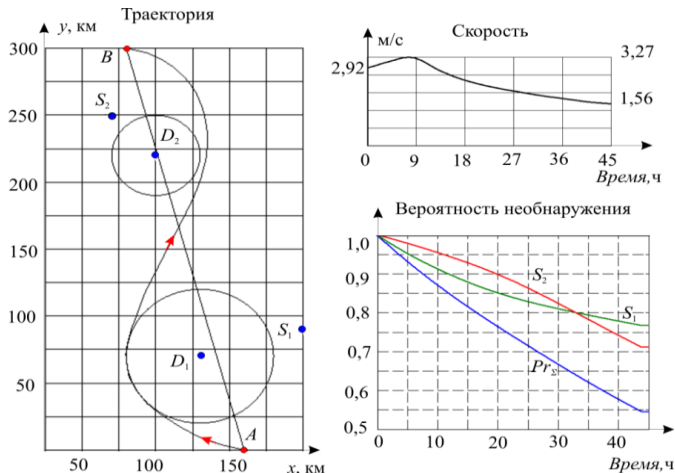 Траектория
y, км
300
B
250
S₂
D₂
200
150
100
S₁
D₁
50
A
50
100
150
x, км
Скорость
м/с
2,92
3,27
1,56
0
9
18
27
36
45
Время,ч
Вероятность необнаружения
1,0
0,9
0,8
0,7
0,6
0,5
S₂
S₁
Pr_Σ
0
10
20
30
40
Время,ч